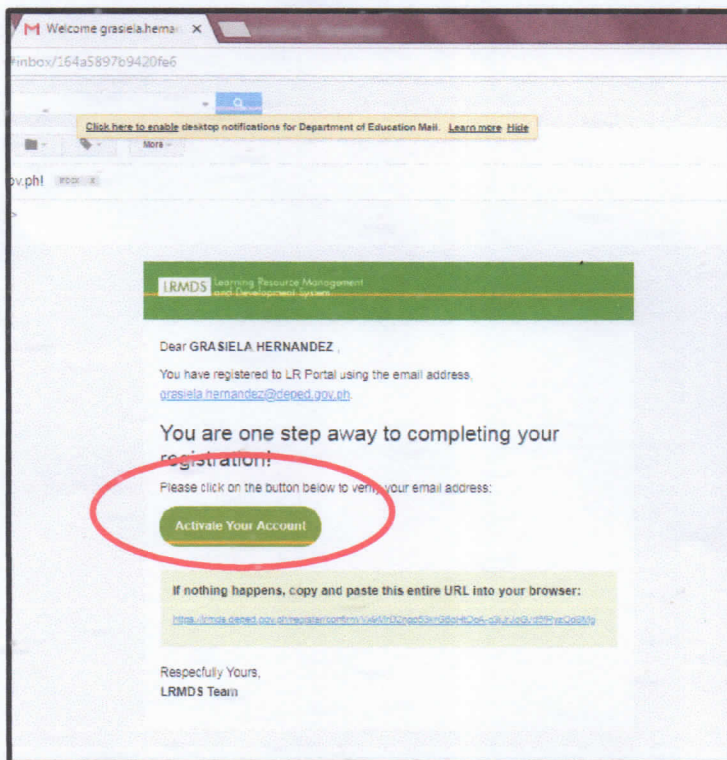 Welcome grasiela.herna
#inbox/164a5897b9420fe6
Click here to enable desktop notifications for Department of Education Mail. Learn more Hide
More
ov.ph!
LRMDS Learning Resource Management
and Development System
Dear GRASIELA HERNANDEZ ,
You have registered to LR Portal using the email address,
grasiela.hernandez@deped.gov.ph.
You are one step away to completing your
registration!
Please click on the button below to verify your email address:
Activate Your Account
If nothing happens, copy and paste this entire URL into your browser:
Respecfully Yours,
LRMDS Team